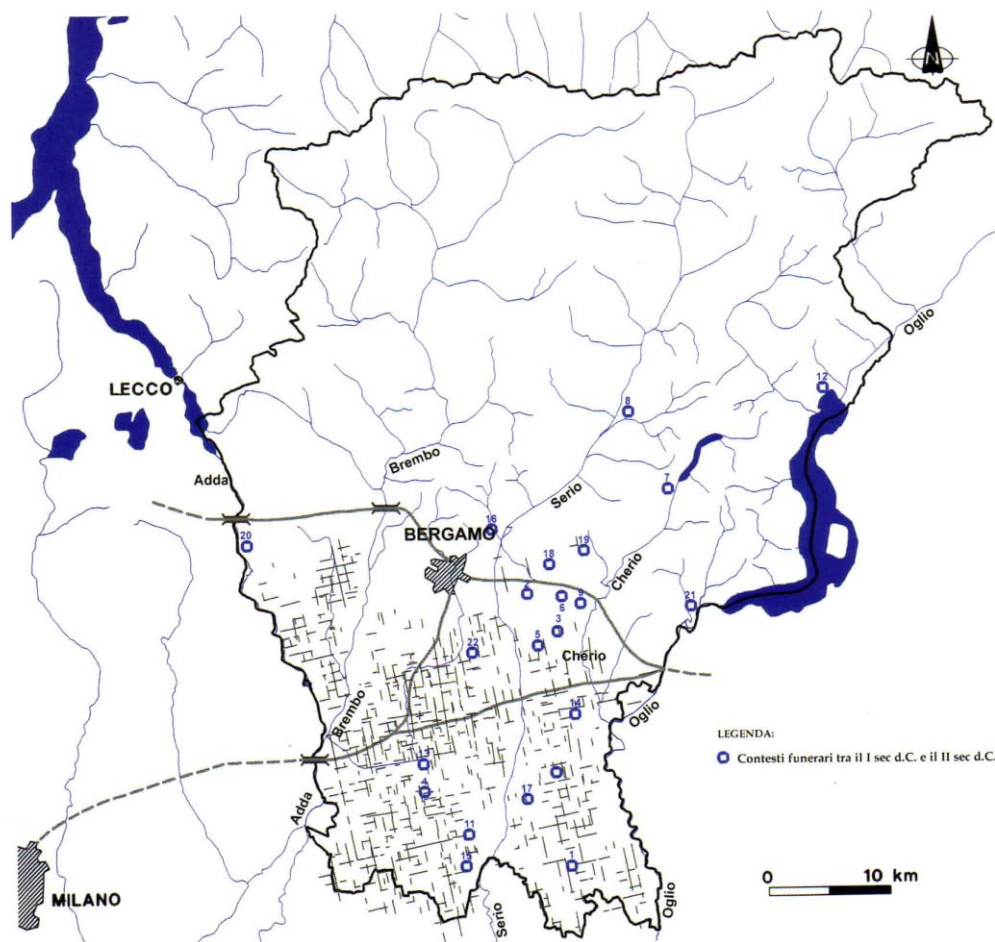 N
12
Oglio
LECCO
8
Brembo
Adda
7
Serio
16
BERGAMO
20
18
19
Cherio
6
9
21
3
5
Cherio
22
Oglio
14
Brembo
LEGENDA:
Contesti funerari tra il I sec d.C. e il II sec d.C.
13
4
17
Adda
11
15
1
0 10 km
MILANO
Serio
Oglio